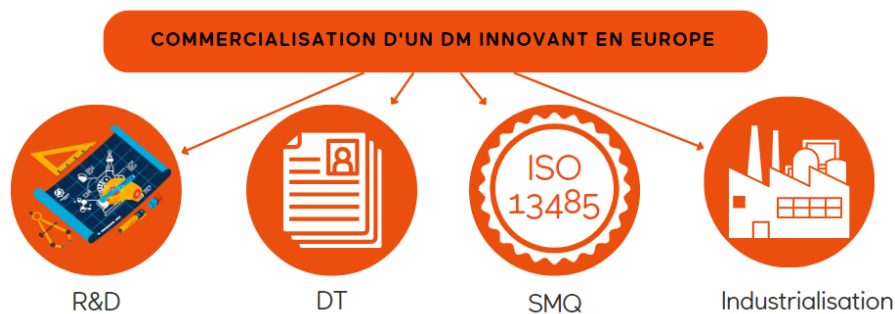 COMMERCIALISATION D'UN DM INNOVANT EN EUROPE
ISO
13485
R&D
DT
SMQ
Industrialisation